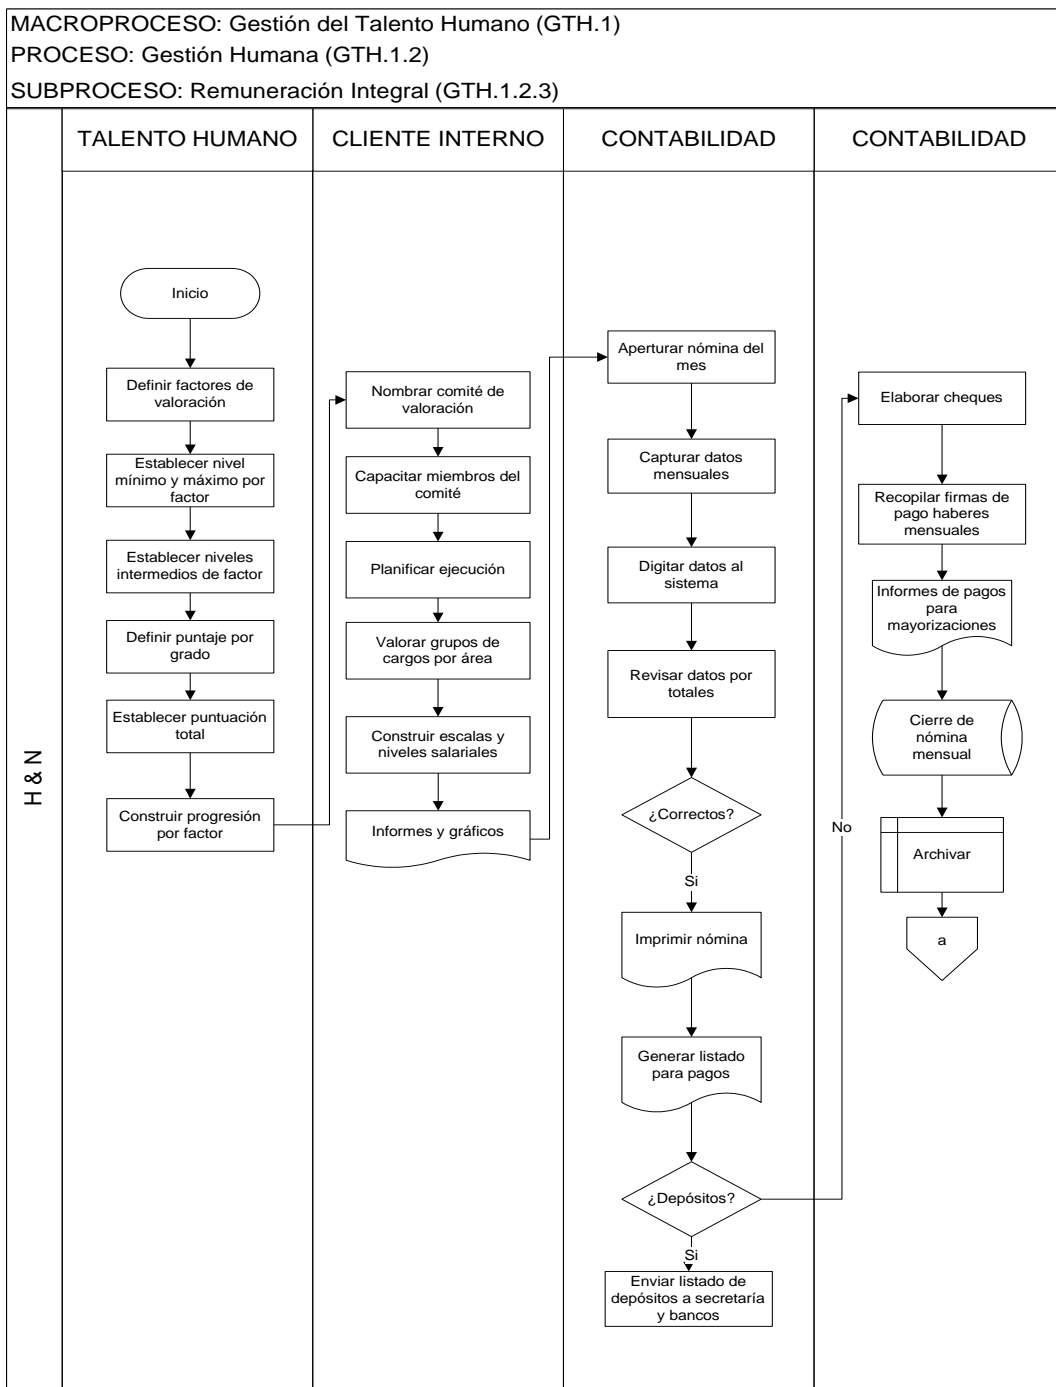 MACROPROCESO: Gestión del Talento Humano (GTH.1)
PROCESO: Gestión Humana (GTH.1.2)
SUBPROCESO: Remuneración Integral (GTH.1.2.3)
TALENTO HUMANO
CLIENTE INTERNO
CONTABILIDAD
CONTABILIDAD
H & N
Inicio
Definir factores de
valoración
Establecer nivel
mínimo y máximo por
factor
Establecer niveles
intermedios de factor
Definir puntaje por
grado
Establecer puntuación
total
Construir progresión
por factor
Nombrar comité de
valoración
Capacitar miembros del
comité
Planificar ejecución
Valorar grupos de
cargos por área
Construir escalas y
niveles salariales
Informes y gráficos
Aperturar nómina del
mes
Capturar datos
mensuales
Digitar datos al
sistema
Revisar datos por
totales
¿Correctos?
Si
Imprimir nómina
Generar listado
para pagos
¿Depósitos?
Si
Enviar listado de
depósitos a secretaría
y bancos
No
Elaborar cheques
Recopilar firmas de
pago haberes
mensuales
Informes de pagos
para
mayorizaciones
Cierre de
nómina
mensual
Archivar
a